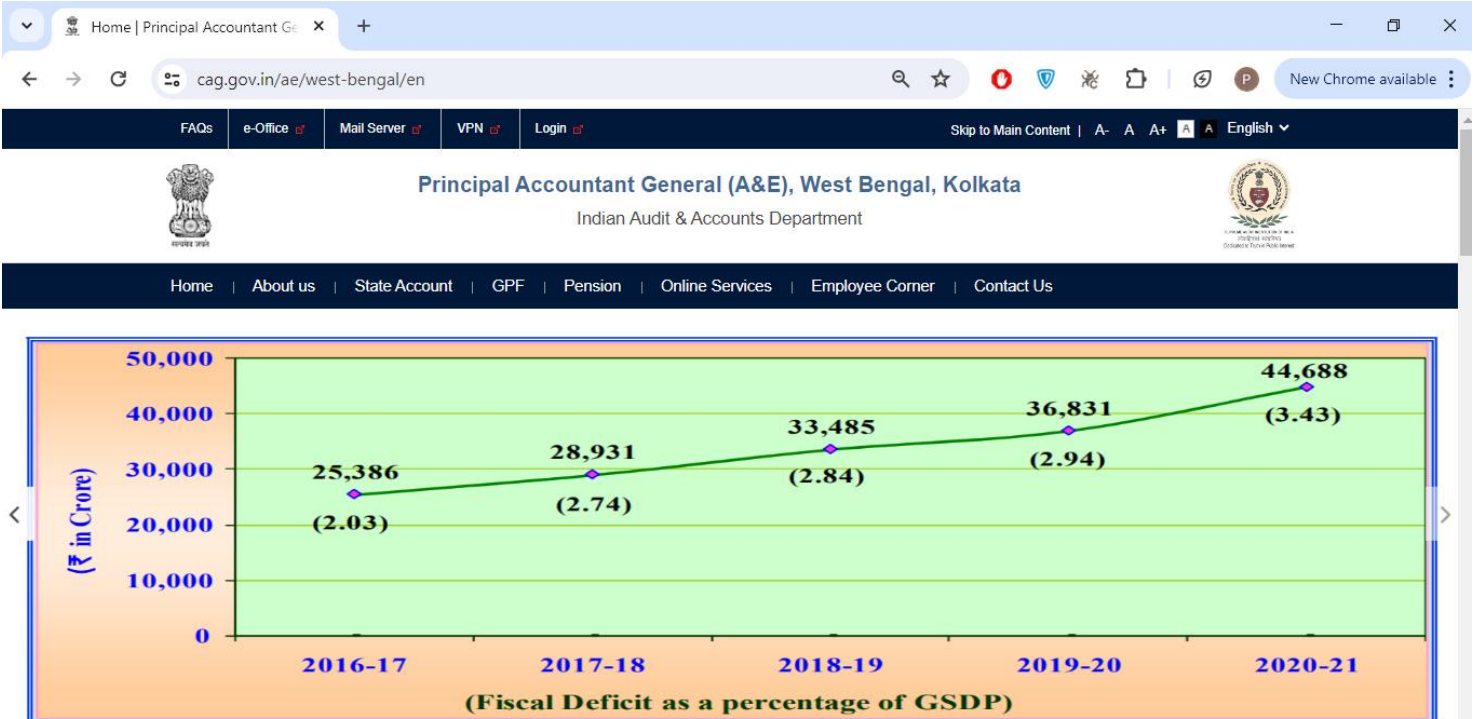 Home | Principal Accountant Ge
cag.gov.in/ae/west-bengal/en
P
New Chrome available
FAQs e-Office Mail Server VPN Login
Skip to Main Content | A- A A+ A A English
Principal Accountant General (A&E), West Bengal, Kolkata
Indian Audit & Accounts Department
सत्यमेव जयते
Home | About us | State Account | GPF | Pension | Online Services | Employee Corner | Contact Us
(₹ in Crore)
50,000
40,000
30,000
20,000
10,000
0
25,386
(2.03)
28,931
(2.74)
33,485
(2.84)
36,831
(2.94)
44,688
(3.43)
2016-17 2017-18 2018-19 2019-20 2020-21
(Fiscal Deficit as a percentage of GSDP)